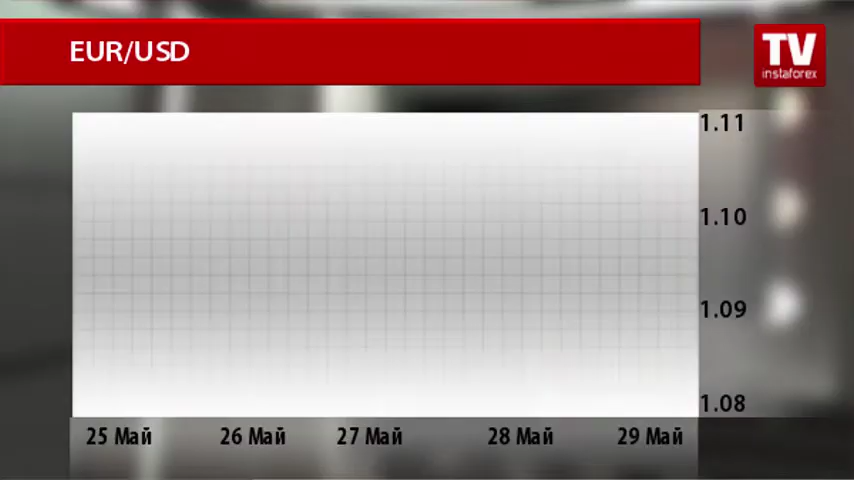 EUR/USD
TV
instaforex
1.11
1.10
1.09
1.08
25 Май
26 Май
27 Май
28 Май
29 Май